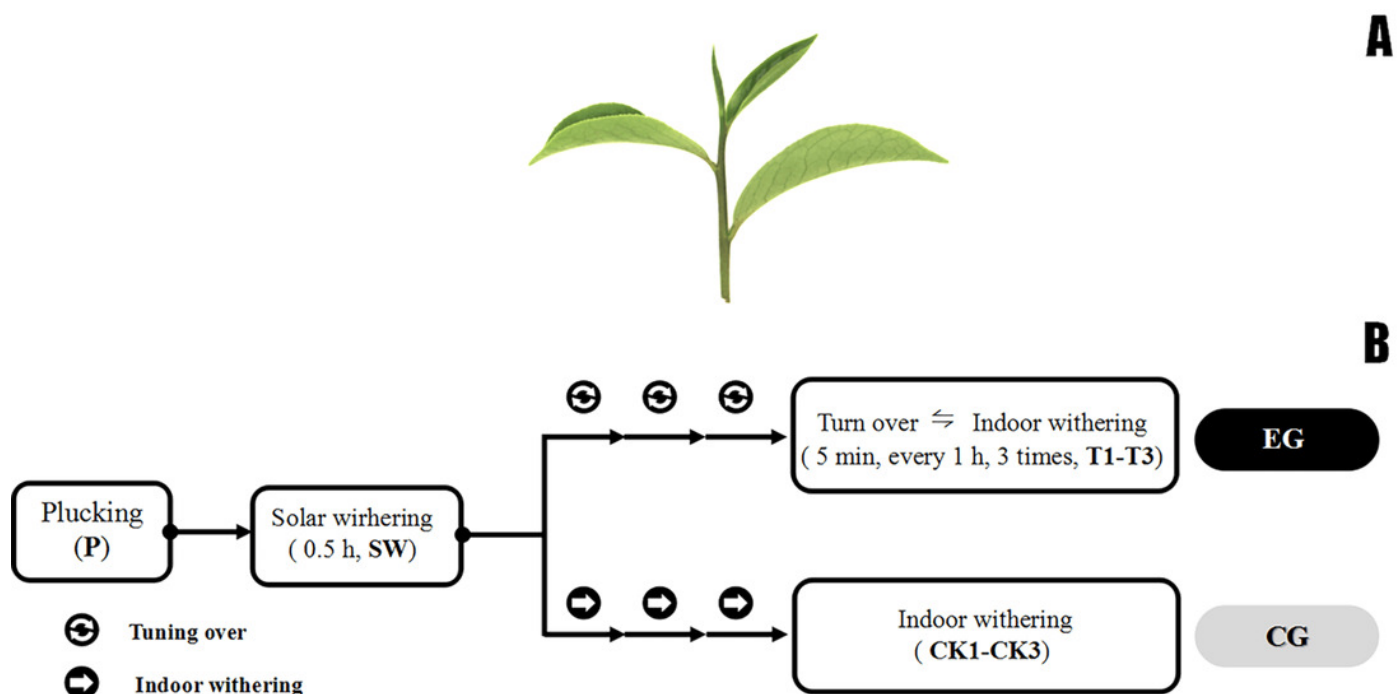 A
B
Turn over ⇋ Indoor withering
( 5 min, every 1 h, 3 times, T1-T3)
EG
Plucking
(P)
Solar wirhering
( 0.5 h, SW)
Tuning over
Indoor withering
Indoor withering
( CK1-CK3)
CG